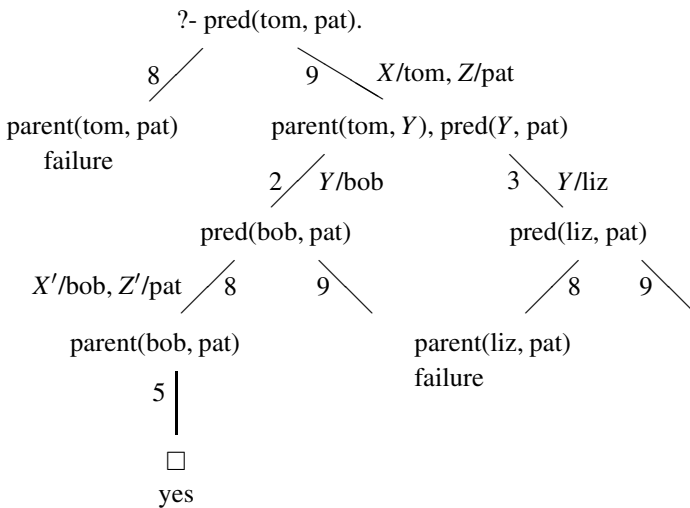 ?- pred(tom, pat).
8 9 X/tom, Z/pat
parent(tom, pat) parent(tom, Y), pred(Y, pat)
failure
2 Y/bob 3 Y/liz
pred(bob, pat) pred(liz, pat)
X′/bob, Z′/pat 8 9 8 9
parent(bob, pat) parent(liz, pat)
failure
5
□
yes